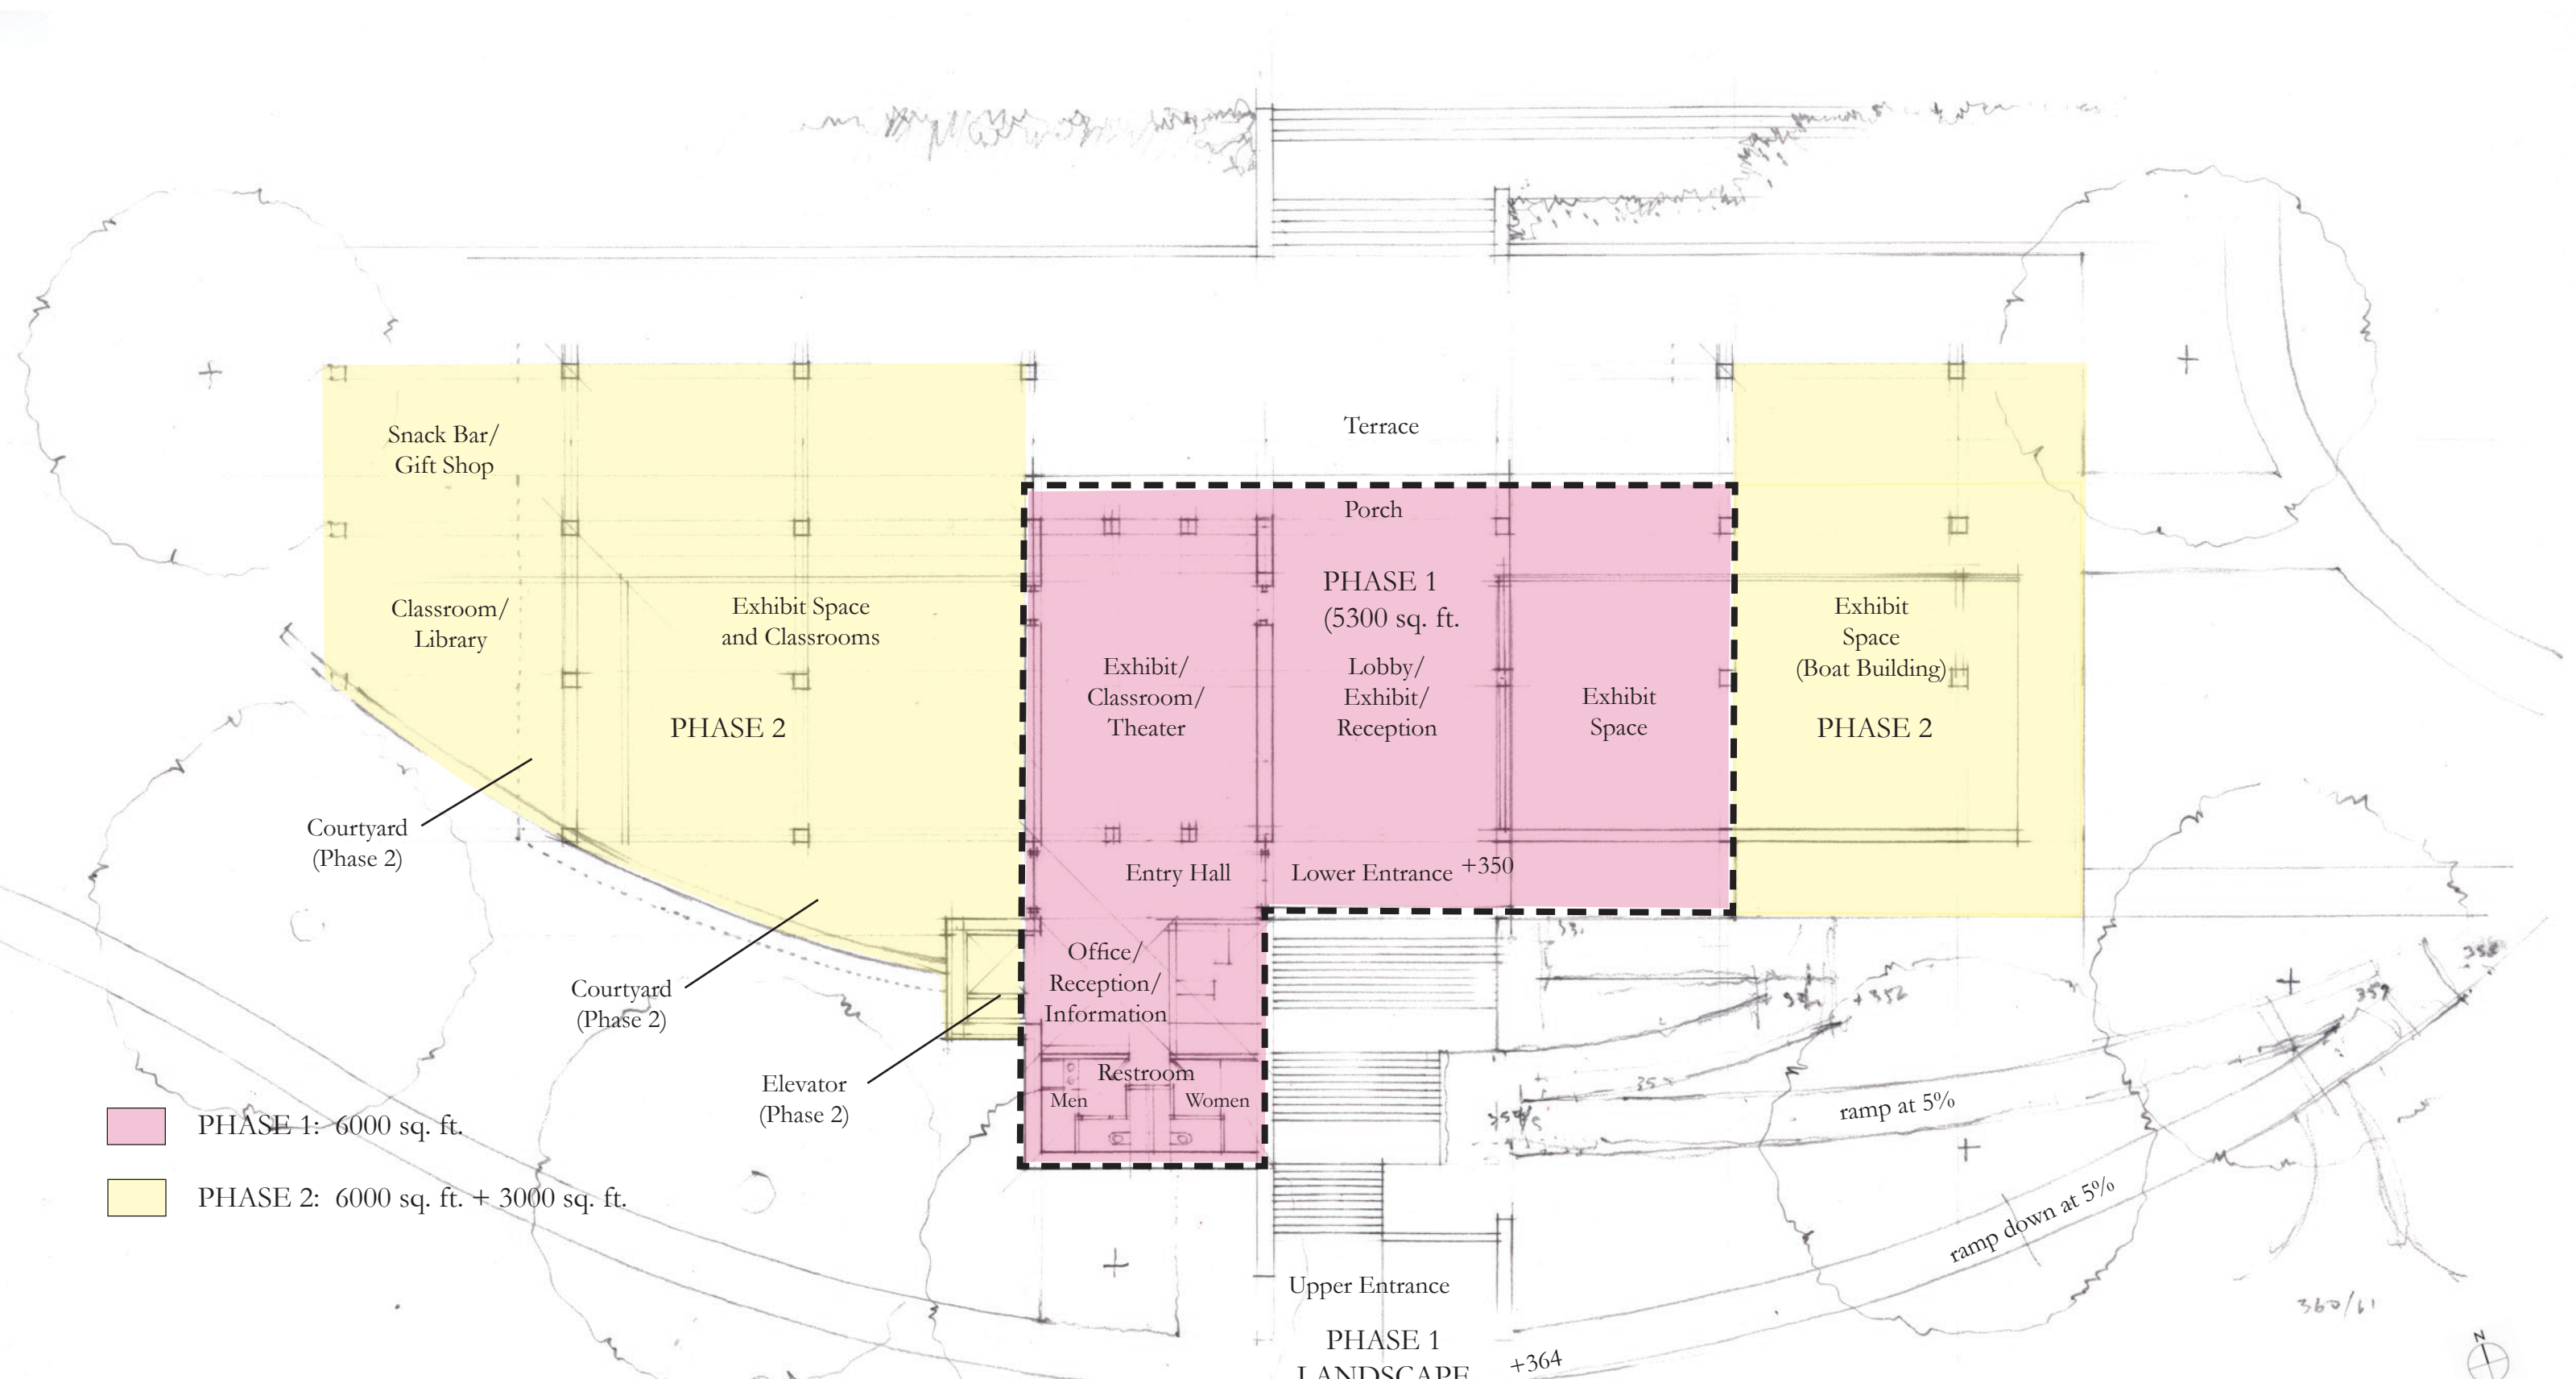 Terrace
Snack Bar/
Gift Shop
Porch
PHASE 1
(5300 sq. ft.
Classroom/
Library
Exhibit Space
and Classrooms
Exhibit
Space
(Boat Building)
Exhibit/
Classroom/
Theater
Lobby/
Exhibit/
Reception
Exhibit
Space
PHASE 2
PHASE 2
Courtyard
(Phase 2)
Entry Hall
Lower Entrance +350
Office/
Reception/
Information
Courtyard
(Phase 2)
+352
359
Elevator
(Phase 2)
Restroom
Men
Women
ramp at 5%
PHASE 1: 6000 sq. ft.
PHASE 2: 6000 sq. ft. + 3000 sq. ft.
ramp down at 5%
Upper Entrance
360/61
PHASE 1
LANDSCAPE
+364
N